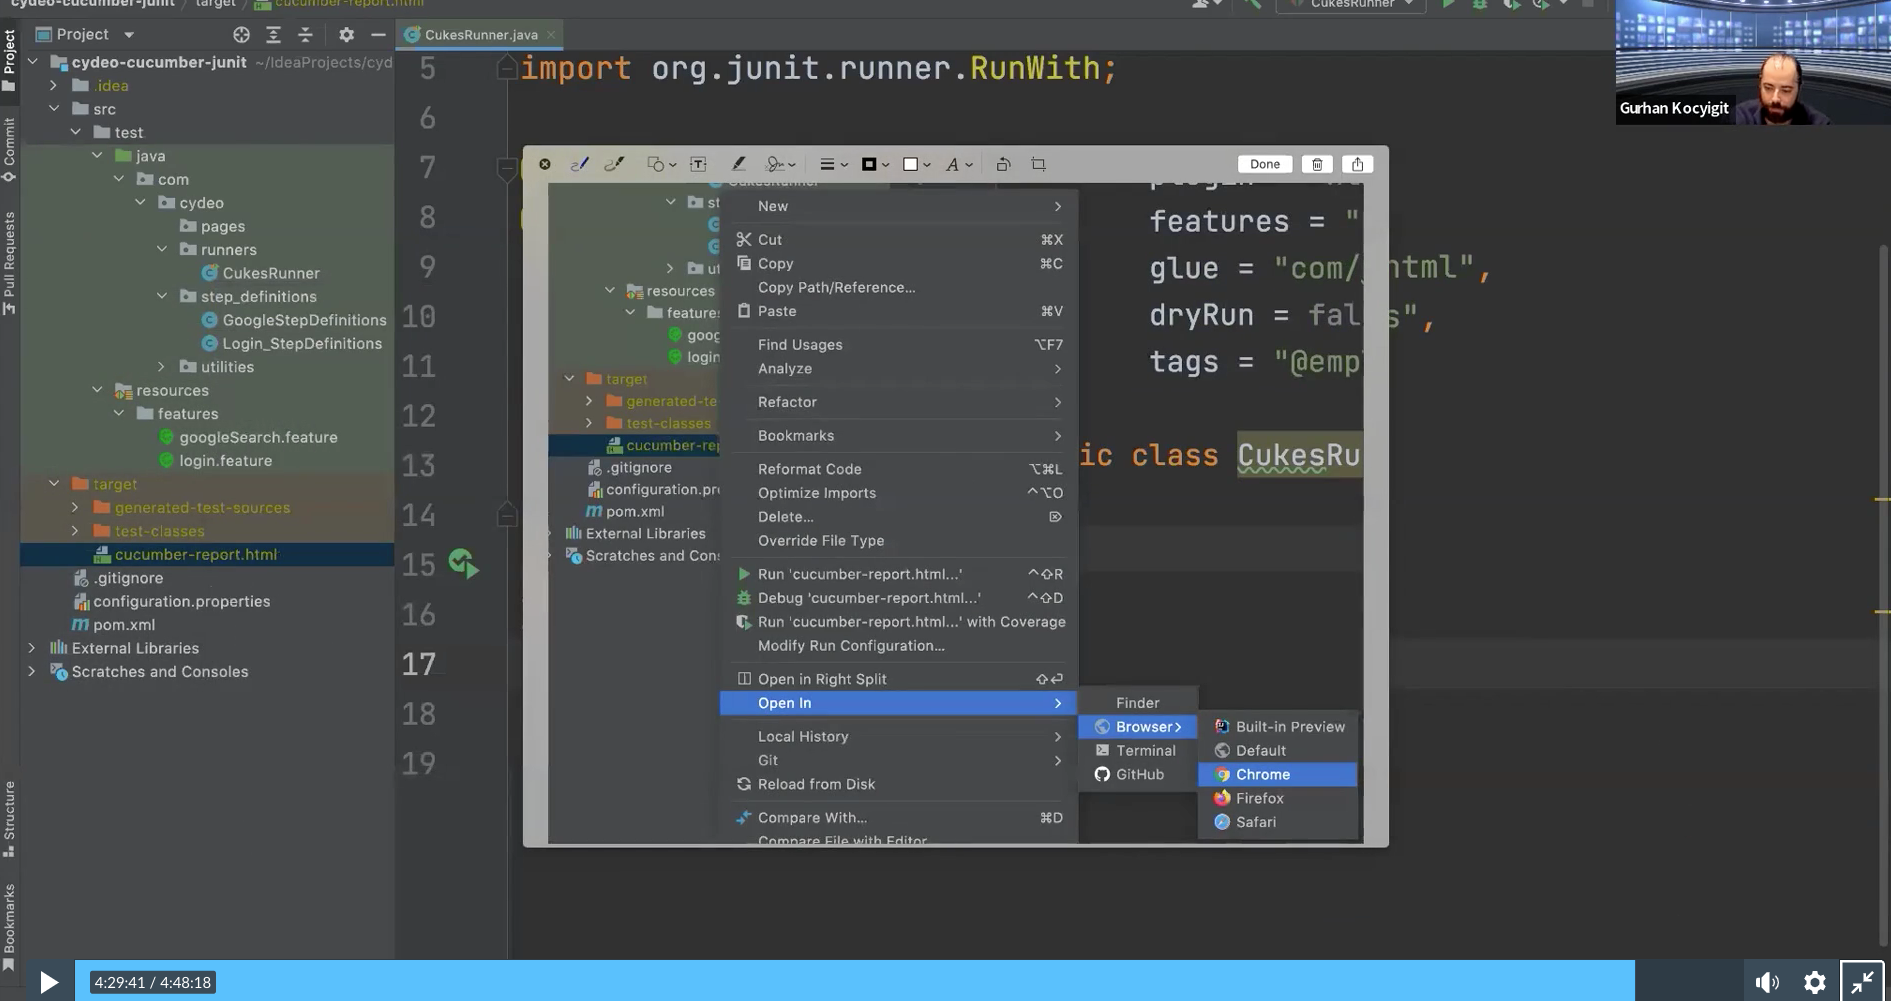 cydeo-cucumber-junit target cucumber-report.html
CukesRunner
Project
CukesRunner.java
Gurhan Kocyigit
Project
Commit
Pull Requests
Structure
Bookmarks
cydeo-cucumber-junit ~/IdeaProjects/cyd
.idea
src
test
java
com
cydeo
pages
runners
CukesRunner
step_definitions
GoogleStepDefinitions
Login_StepDefinitions
utilities
resources
features
googleSearch.feature
login.feature
target
generated-test-sources
test-classes
cucumber-report.html
.gitignore
configuration.properties
pom.xml
External Libraries
Scratches and Consoles
5 import org.junit.runner.RunWith;
6
7
8
9
10
11
12
13
14
15
16
17
18
19
Done
features = "
glue = "com/ html",
dryRun = fal s",
tags = "@emp
ic class CukesRu
CukesRunner
st
ut
resources
features
goog
login
target
generated-te
test-classes
cucumber-rep
.gitignore
configuration.pr
pom.xml
External Libraries
Scratches and Con
New
Cut ⌘X
Copy ⌘C
Copy Path/Reference...
Paste ⌘V
Find Usages ⌥F7
Analyze
Refactor
Bookmarks
Reformat Code ⌥⌘L
Optimize Imports ^⌥O
Delete... ⌦
Override File Type
Run 'cucumber-report.html...' ^⇧R
Debug 'cucumber-report.html...' ^⇧D
Run 'cucumber-report.html...' with Coverage
Modify Run Configuration...
Open in Right Split ⇧⏎
Open In
Local History
Git
Reload from Disk
Compare With... ⌘D
Compare File with Editor
Finder
Browser
Terminal
GitHub
Built-in Preview
Default
Chrome
Firefox
Safari
4:29:41 / 4:48:18